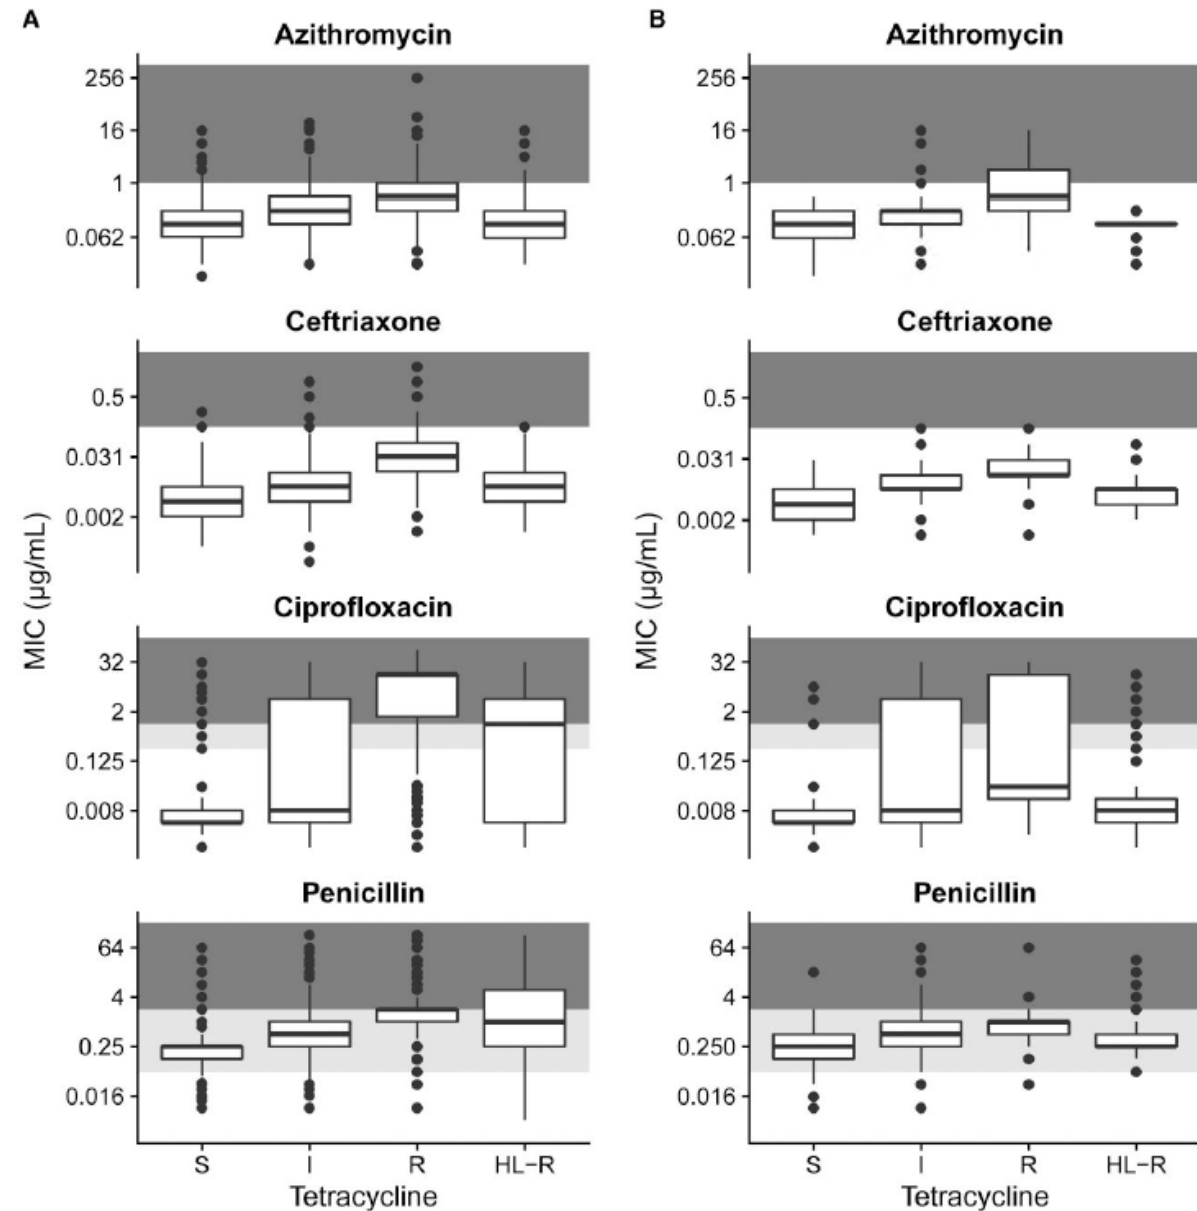 A
Azithromycin
256
16
1
0.062
Ceftriaxone
0.5
0.031
0.002
Ciprofloxacin
32
2
0.125
0.008
Penicillin
64
4
0.25
0.016
MIC (µg/mL)
S I R HL-R
Tetracycline
B
Azithromycin
256
16
1
0.062
Ceftriaxone
0.5
0.031
0.002
Ciprofloxacin
32
2
0.125
0.008
Penicillin
64
4
0.250
0.016
MIC (µg/mL)
S I R HL-R
Tetracycline